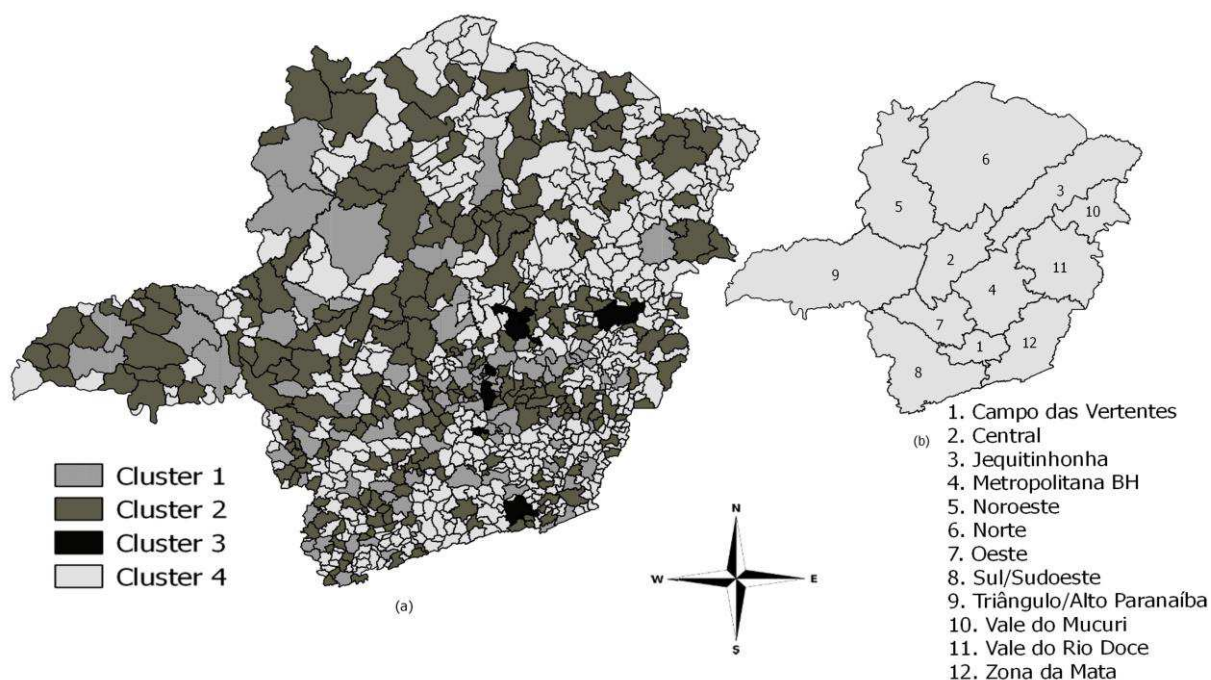 Cluster 1
Cluster 2
Cluster 3
Cluster 4
(a)
N
W
E
S
6
3
10
5
2
9
4
11
7
1
12
8
(b)
1. Campo das Vertentes
2. Central
3. Jequitinhonha
4. Metropolitana BH
5. Noroeste
6. Norte
7. Oeste
8. Sul/Sudoeste
9. Triângulo/Alto Paranaíba
10. Vale do Mucuri
11. Vale do Rio Doce
12. Zona da Mata